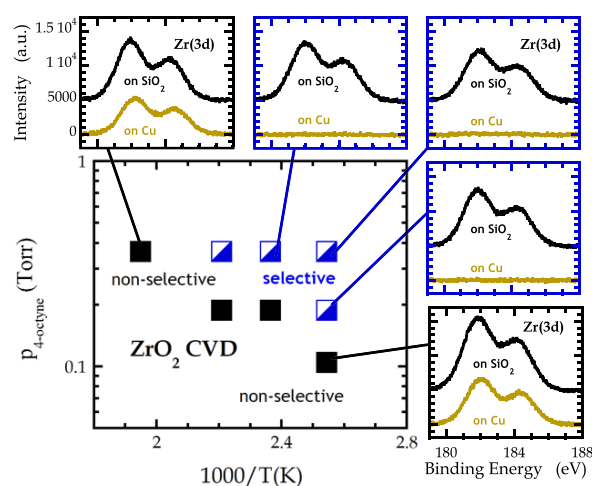 Intensity (a.u.)
1.5 10⁴
1 10⁴
5000
0
Zr(3d)
on SiO₂
on Cu
on SiO₂
on Cu
Zr(3d)
on SiO₂
on Cu
on SiO₂
on Cu
Zr(3d)
on SiO₂
on Cu
180 184 188
Binding Energy (eV)
p₄₋octyne (Torr)
1
0.1
non-selective
selective
ZrO₂ CVD
non-selective
2 2.4 2.8
1000/T(K)